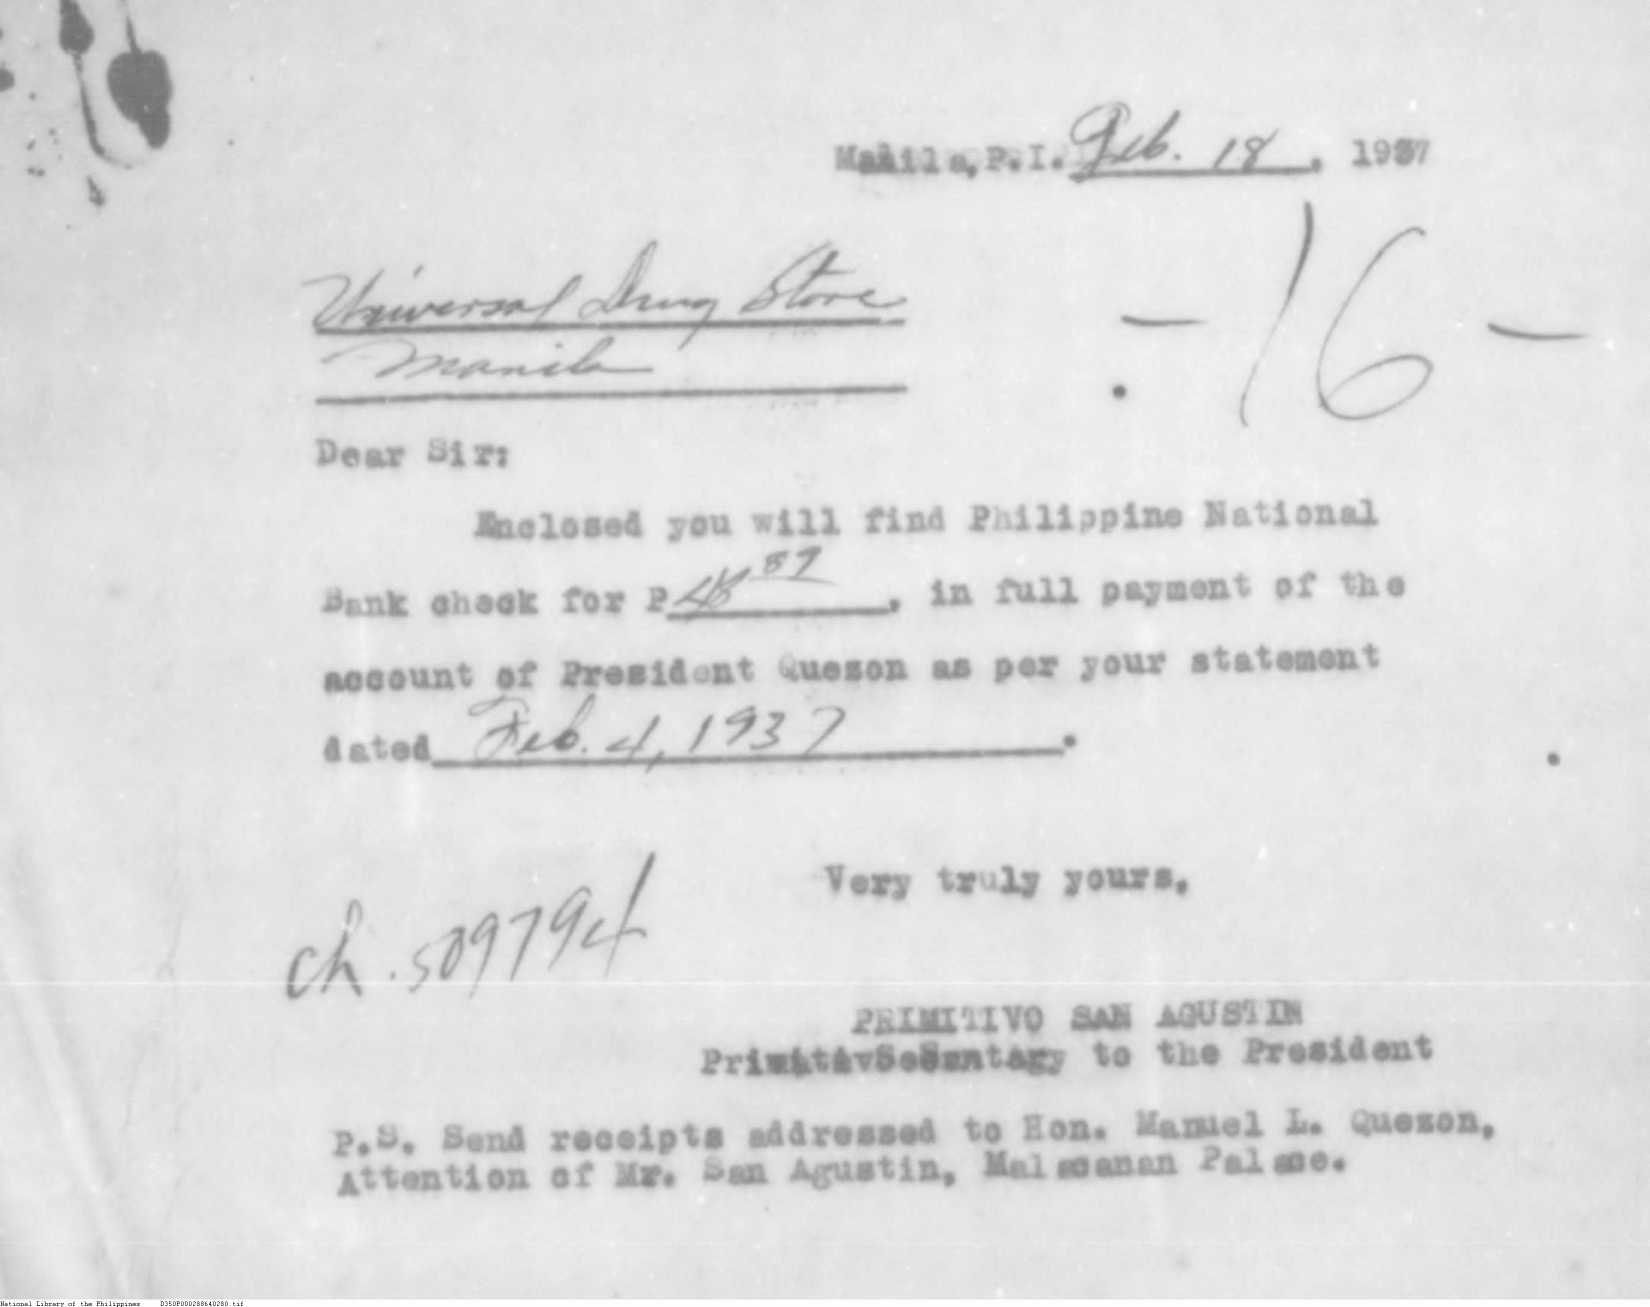 Manila, P.I. Feb. 18, 1937
- 16 -
Universal Drug Store
Manila
Dear Sir:
Enclosed you will find Philippine National
Bank check for P 48 87, in full payment of the
account of President Quezon as per your statement
dated Feb. 4, 1937.
Very truly yours,
ch. 509794
PRIMITIVO SAN AGUSTIN
to the President
P.S. Send receipts addressed to Hon. Manuel L. Quezon,
Attention of Mr. San Agustin, Malacanan Palace.
National Library of the Philippines D350P000288640280.tif